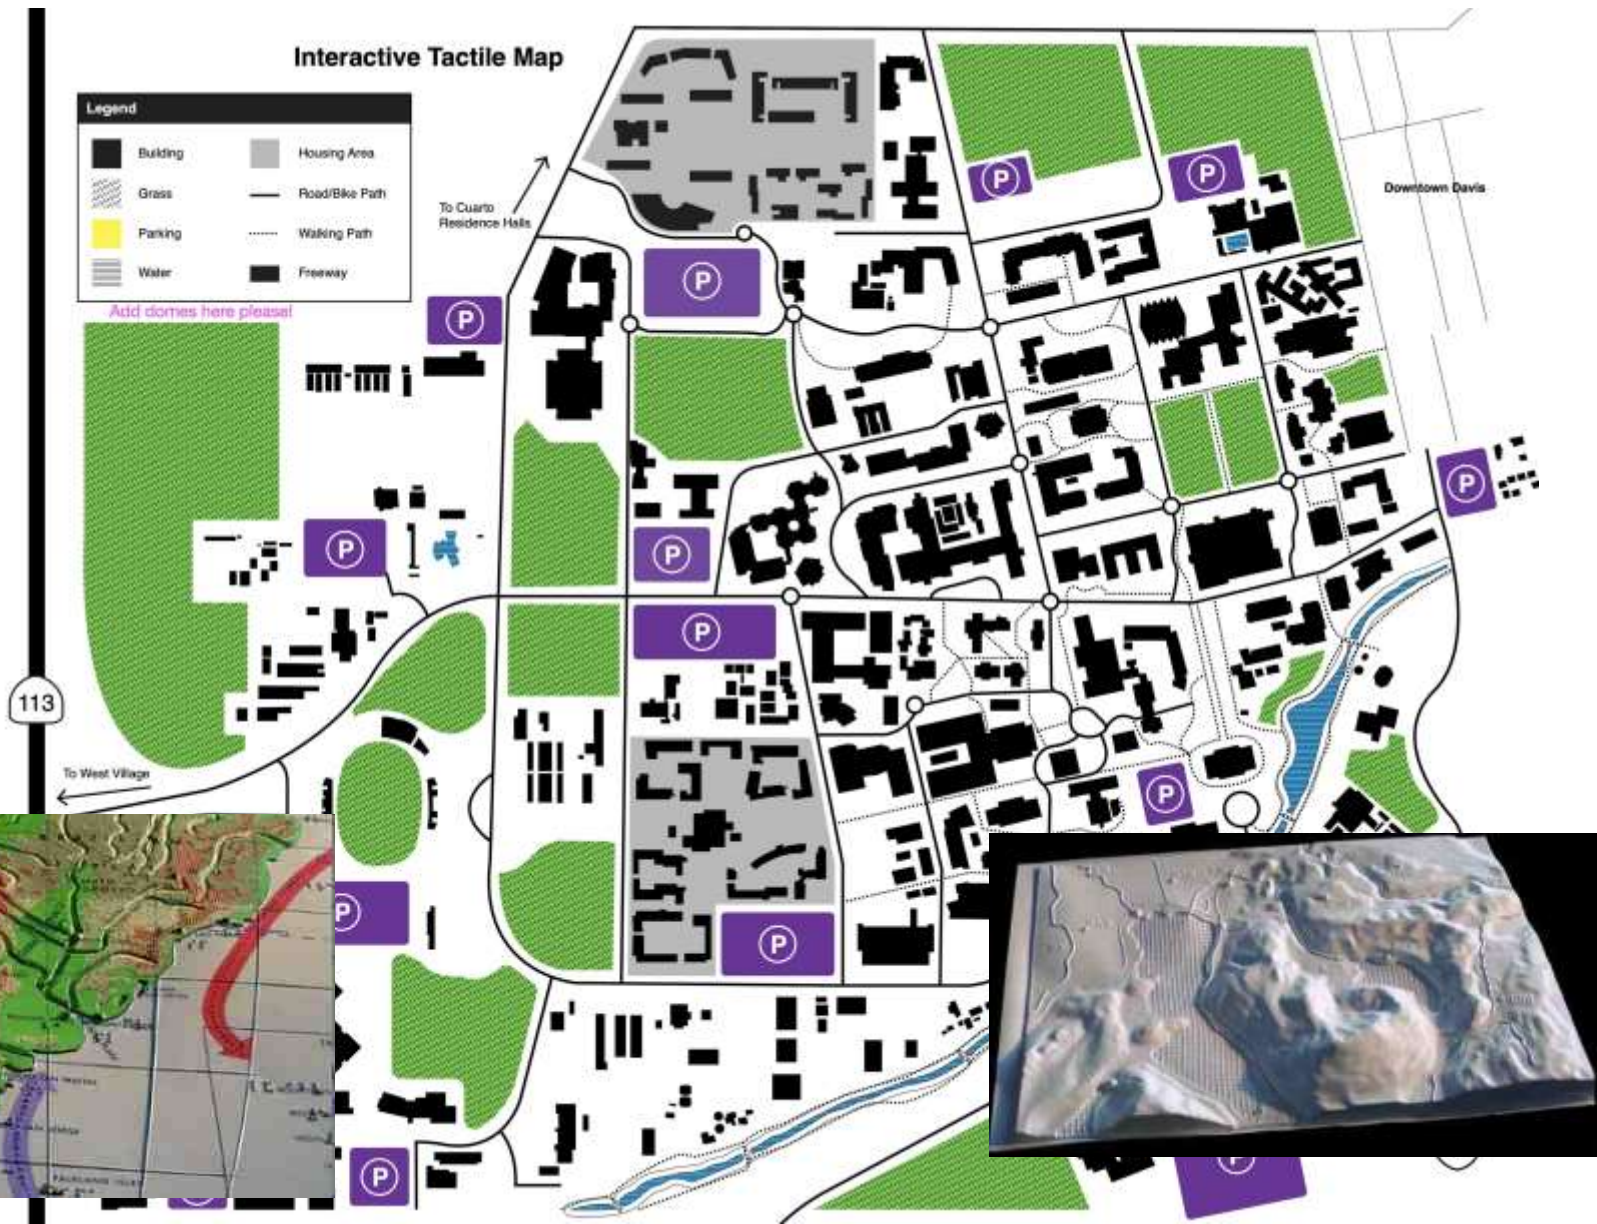 Interactive Tactile Map
Legend
Building
Housing Area
Grass
Road/Bike Path
Parking
Walking Path
Water
Freeway
Add domes here please!
To Cuarto
Residence Halls
Downtown Davis
P
P
P
P
P
P
P
P
113
P
To West Village
P
P
P
P